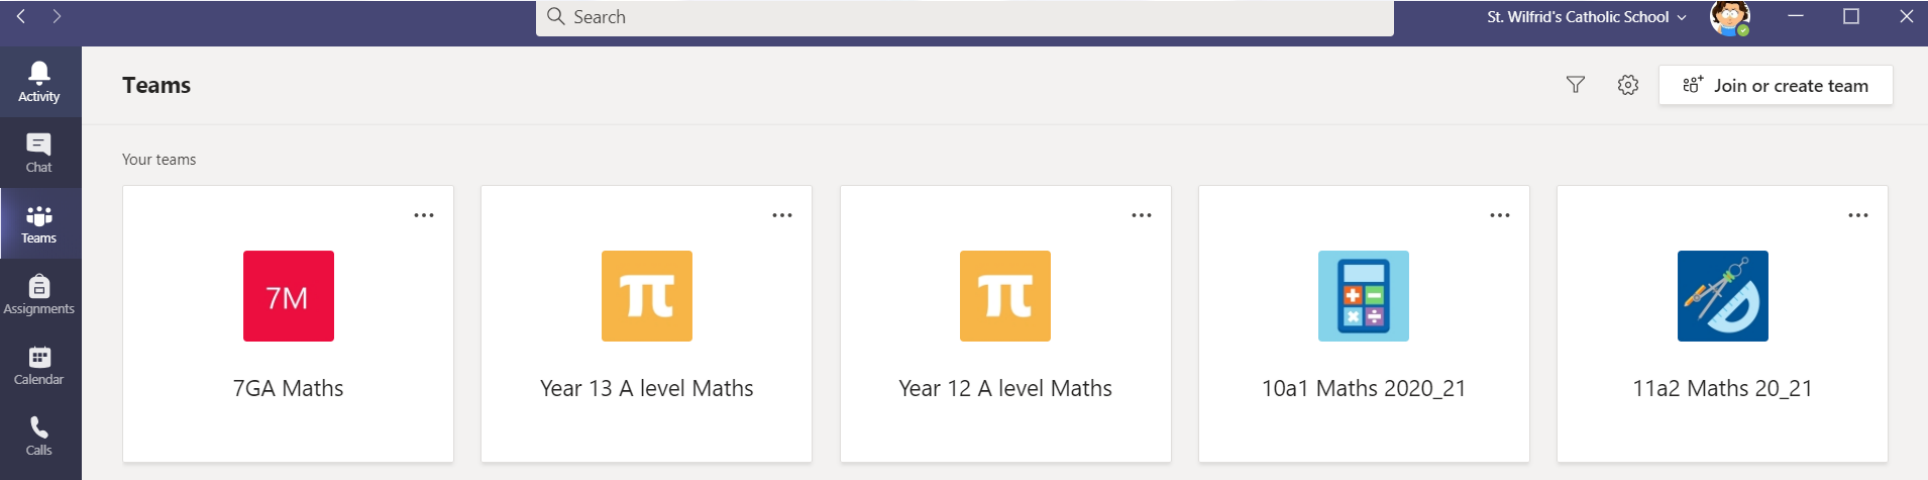 Search
St. Wilfrid's Catholic School
Activity
Chat
Teams
Assignments
Calendar
Calls
Teams
Join or create team
Your teams
7M
7GA Maths
π
Year 13 A level Maths
π
Year 12 A level Maths
10a1 Maths 2020_21
11a2 Maths 20_21